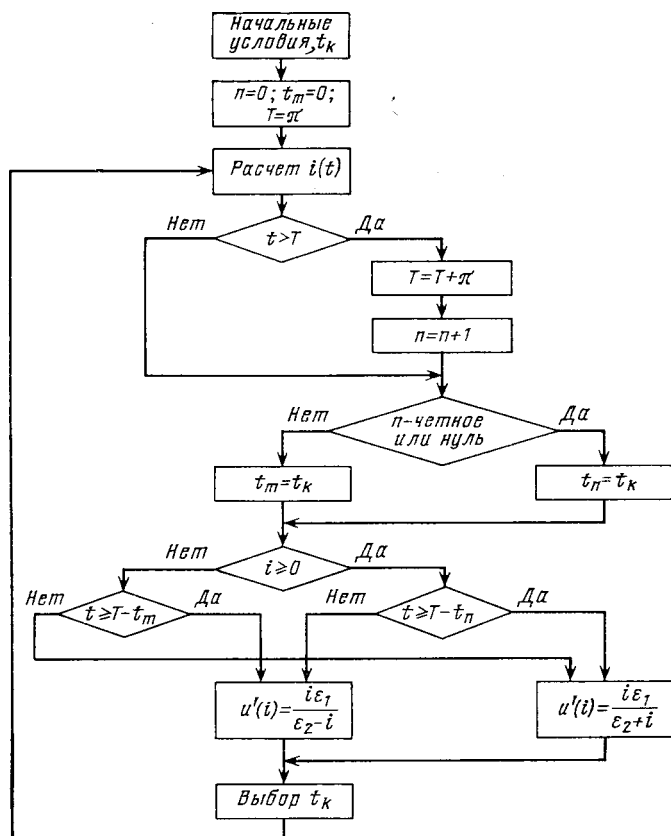 Начальные
условия, t_k
n=0; t_m=0;
T=π
Расчет i(t)
Нет
t>T
Да
T=T+π
n=n+1
Нет
n-четное
или нуль
Да
t_m=t_k
t_n=t_k
Нет
i≥0
Да
Нет
t≥T-t_m
Да
Нет
t≥T-t_n
Да
u'(i)=iε_1/(ε_2-i)
u'(i)=iε_1/(ε_2+i)
Выбор t_k